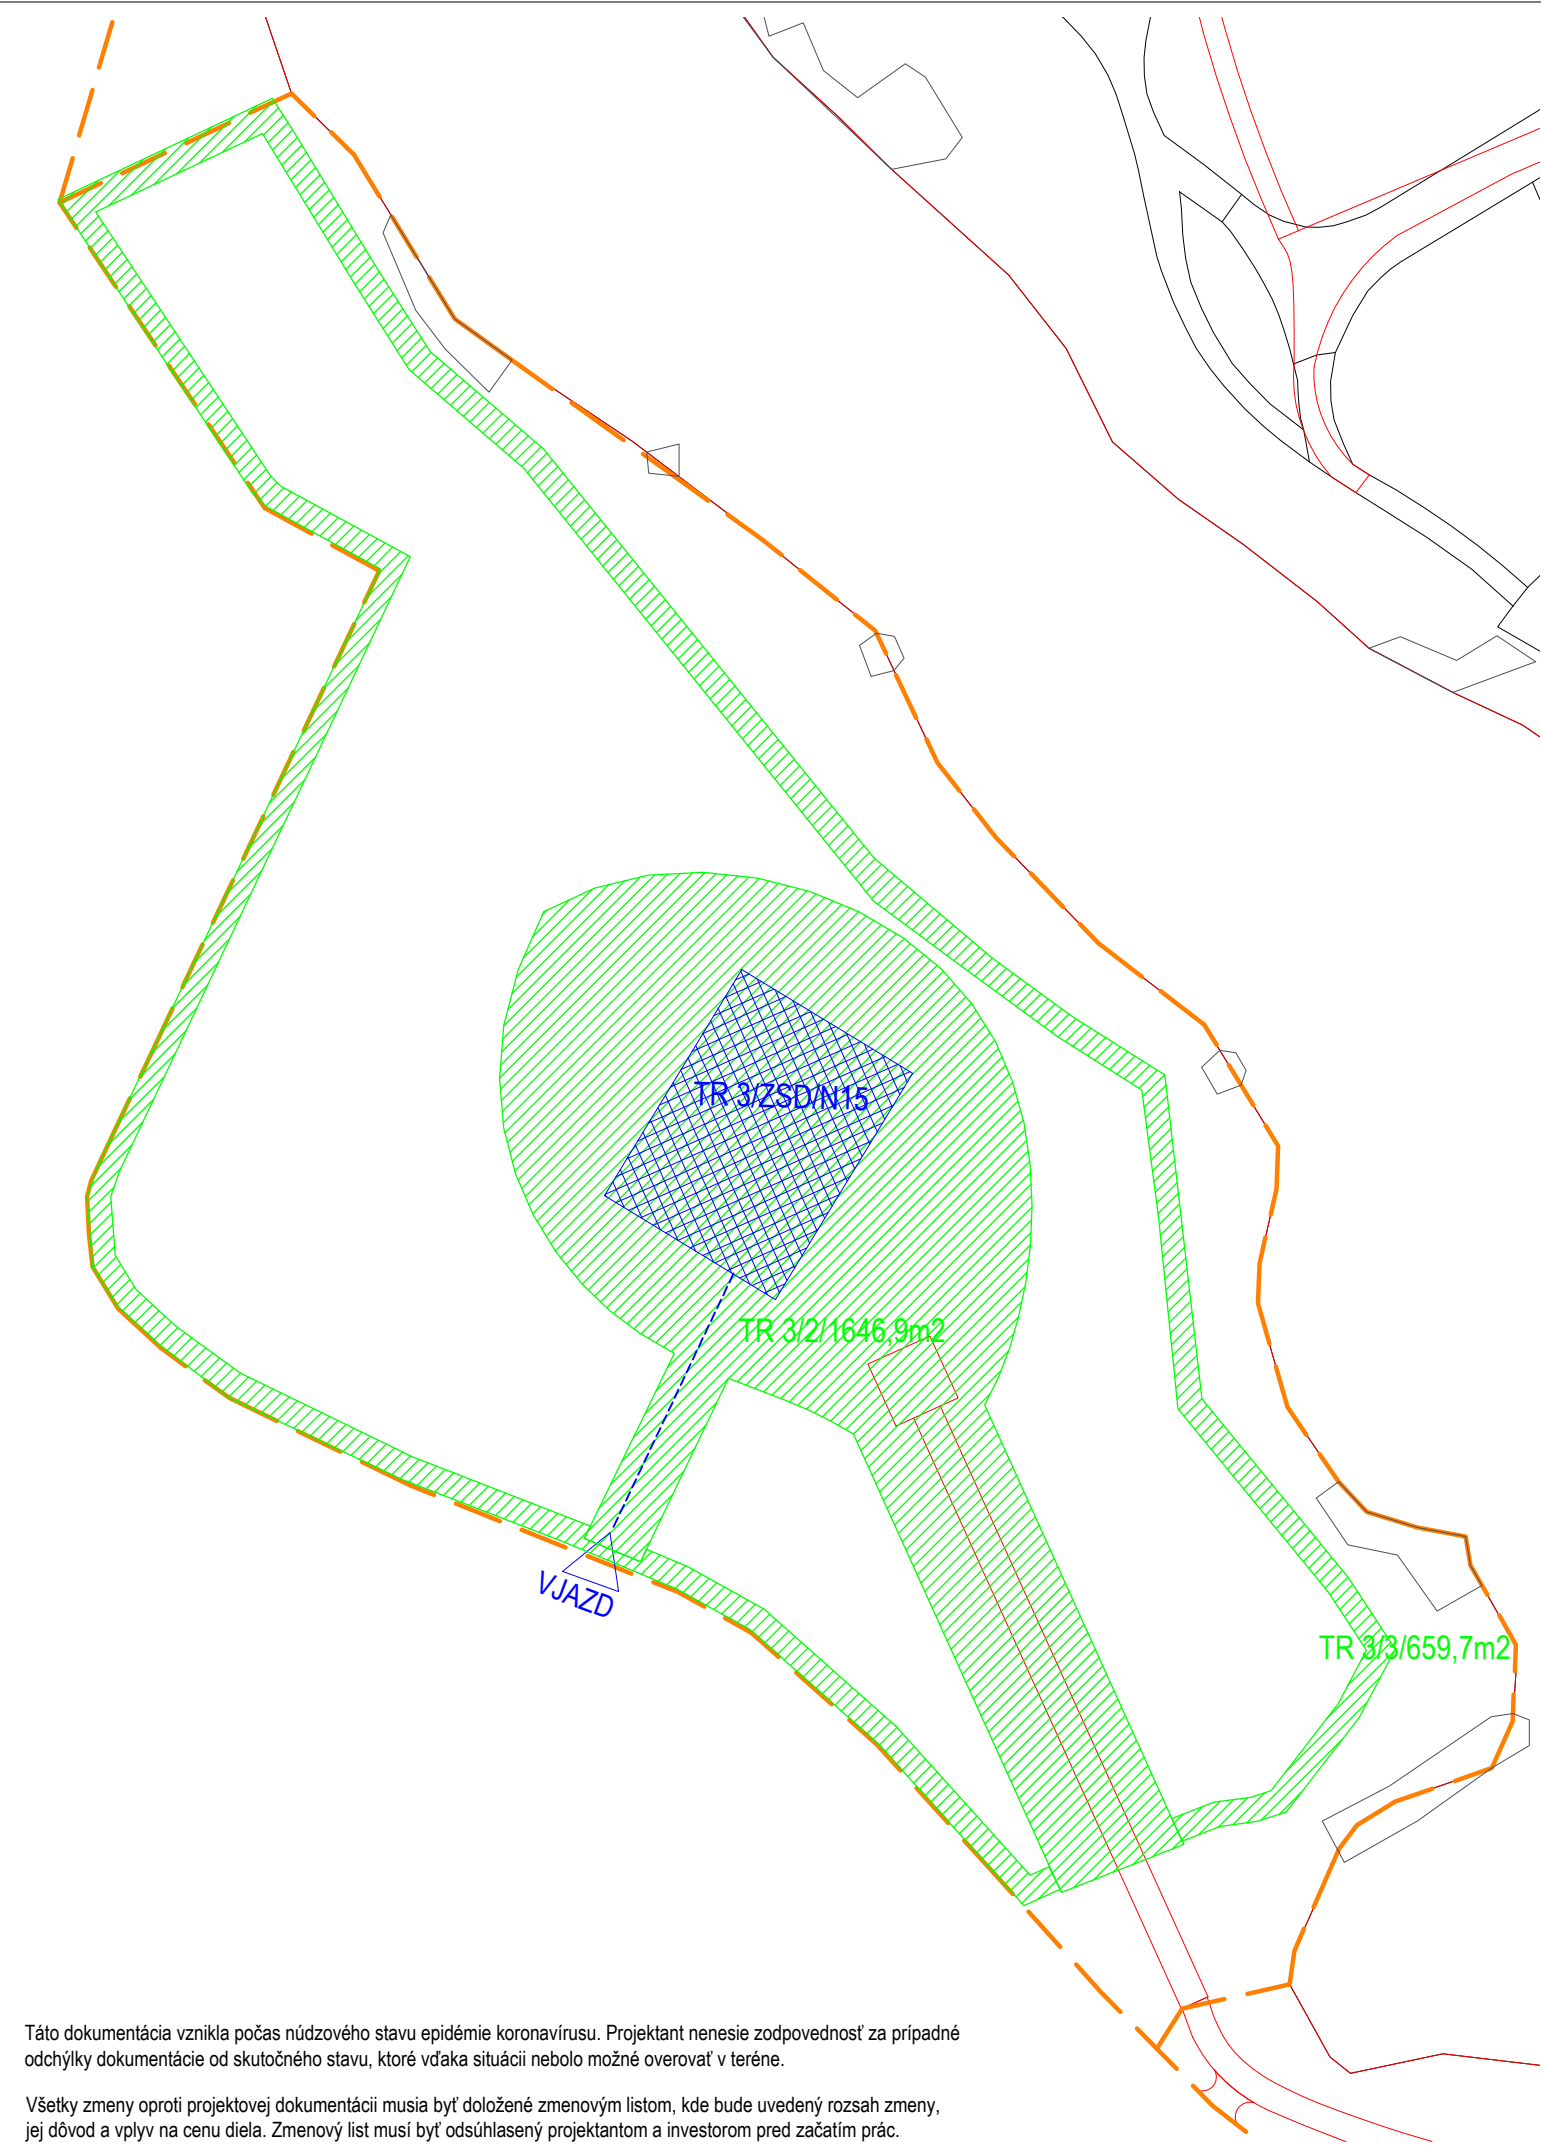 TR 3/ZSD/N15
TR 3/2/1646,9m2
VJAZD
TR 3/3/659,7m2
Táto dokumentácia vznikla počas núdzového stavu epidémie koronavírusu. Projektant nenesie zodpovednosť za prípadné
odchýlky dokumentácie od skutočného stavu, ktoré vďaka situácii nebolo možné overovať v teréne.
Všetky zmeny oproti projektovej dokumentácii musia byť doložené zmenovým listom, kde bude uvedený rozsah zmeny,
jej dôvod a vplyv na cenu diela. Zmenový list musí byť odsúhlasený projektantom a investorom pred začatím prác.